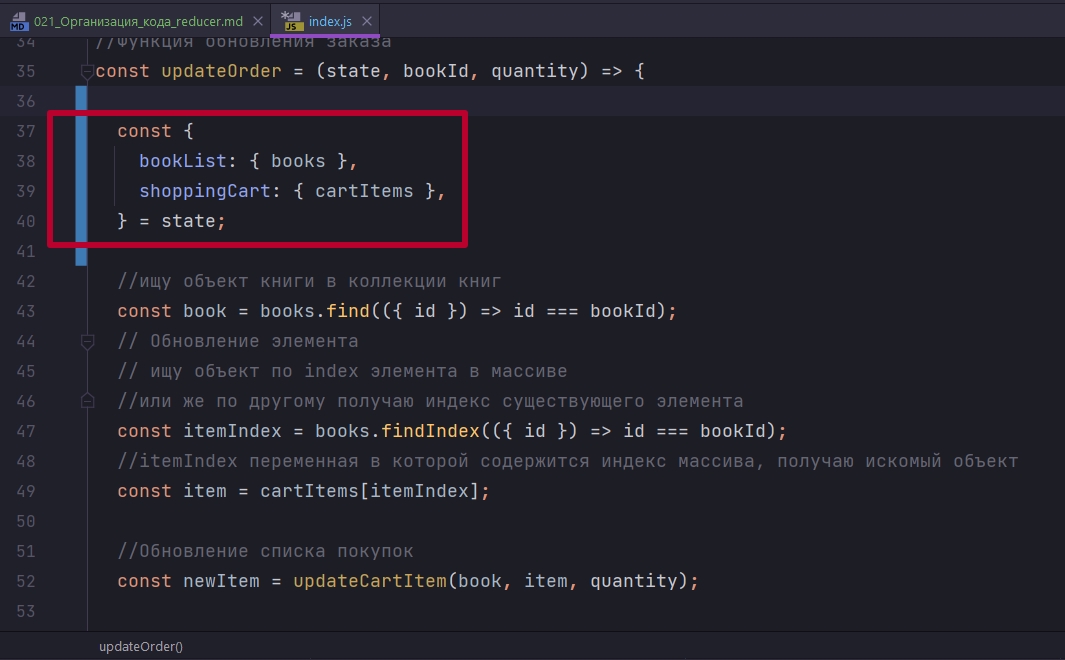 021_Организация_кода_reducer.md index.js
34 //функция обновления заказа
35 const updateOrder = (state, bookId, quantity) => {
36
37 const {
38 bookList: { books },
39 shoppingCart: { cartItems },
40 } = state;
41
42 //ищу объект книги в коллекции книг
43 const book = books.find(({ id }) => id === bookId);
44 // Обновление элемента
45 // ищу объект по index элемента в массиве
46 //или же по другому получаю индекс существующего элемента
47 const itemIndex = books.findIndex(({ id }) => id === bookId);
48 //itemIndex переменная в которой содержится индекс массива, получаю искомый объект
49 const item = cartItems[itemIndex];
50
51 //Обновление списка покупок
52 const newItem = updateCartItem(book, item, quantity);
53
updateOrder()